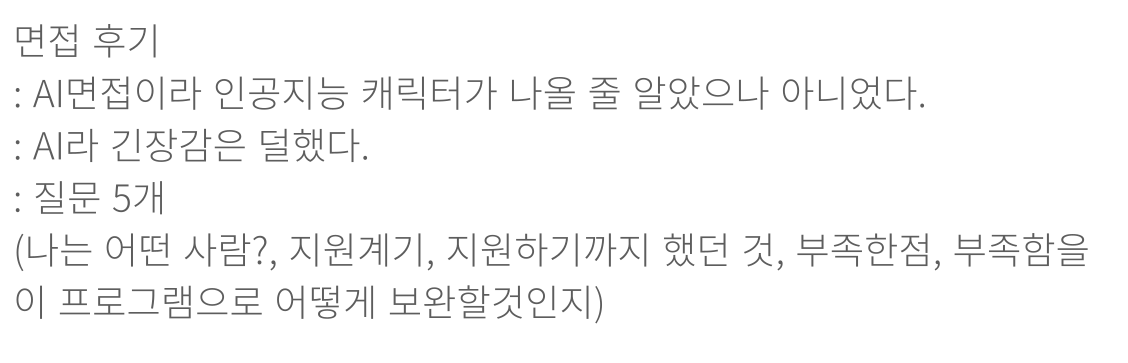 면접 후기
: AI면접이라 인공지능 캐릭터가 나올 줄 알았으나 아니었다.
: AI라 긴장감은 덜했다.
: 질문 5개
(나는 어떤 사람?, 지원계기, 지원하기까지 했던 것, 부족한점, 부족함을
이 프로그램으로 어떻게 보완할것인지)